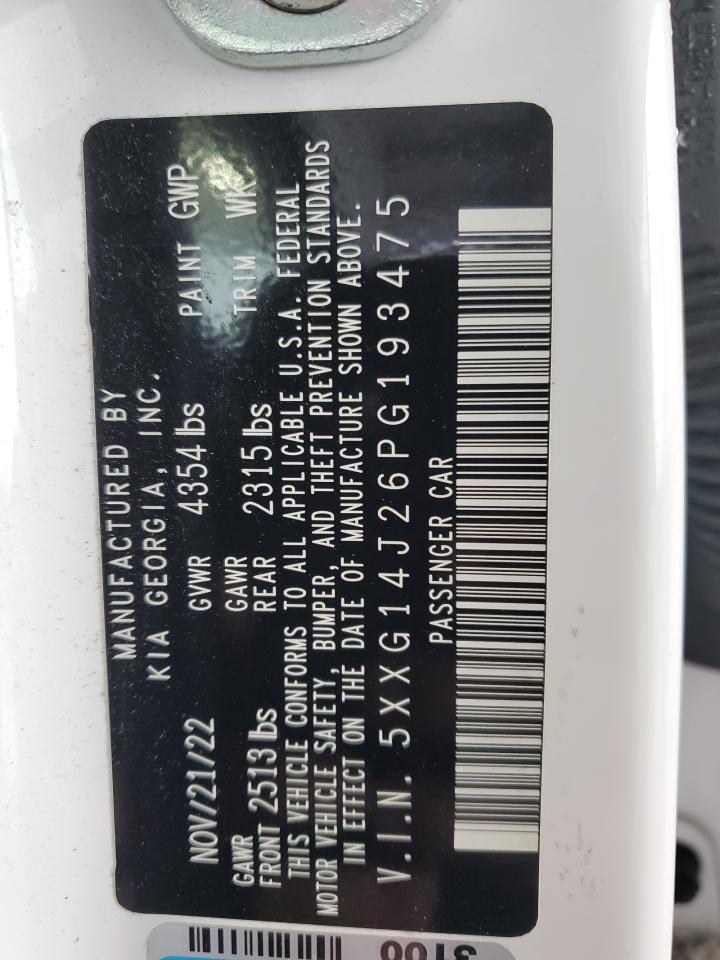 MANUFACTURED BY
KIA GEORGIA, INC.
NOV/21/22 GVWR 4354 lbs PAINT GWP
GAWR FRONT 2513 lbs GAWR REAR 2315 lbs TRIM WK
THIS VEHICLE CONFORMS TO ALL APPLICABLE U.S.A. FEDERAL
MOTOR VEHICLE SAFETY, BUMPER, AND THEFT PREVENTION STANDARDS
IN EFFECT ON THE DATE OF MANUFACTURE SHOWN ABOVE.
V.I.N. 5XXG14J26PG193475
PASSENGER CAR
3100